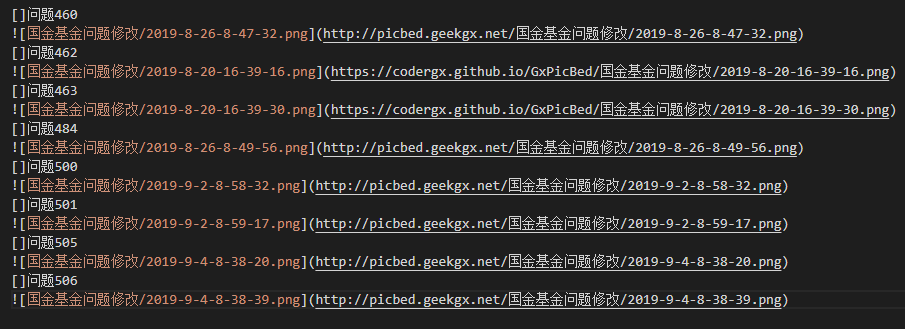 []问题460
![国金基金问题修改/2019-8-26-8-47-32.png](http://picbed.geekgx.net/国金基金问题修改/2019-8-26-8-47-32.png)
[]问题462
![国金基金问题修改/2019-8-20-16-39-16.png](https://codergx.github.io/GxPicBed/国金基金问题修改/2019-8-20-16-39-16.png)
[]问题463
![国金基金问题修改/2019-8-20-16-39-30.png](https://codergx.github.io/GxPicBed/国金基金问题修改/2019-8-20-16-39-30.png)
[]问题484
![国金基金问题修改/2019-8-26-8-49-56.png](http://picbed.geekgx.net/国金基金问题修改/2019-8-26-8-49-56.png)
[]问题500
![国金基金问题修改/2019-9-2-8-58-32.png](http://picbed.geekgx.net/国金基金问题修改/2019-9-2-8-58-32.png)
[]问题501
![国金基金问题修改/2019-9-2-8-59-17.png](http://picbed.geekgx.net/国金基金问题修改/2019-9-2-8-59-17.png)
[]问题505
![国金基金问题修改/2019-9-4-8-38-20.png](http://picbed.geekgx.net/国金基金问题修改/2019-9-4-8-38-20.png)
[]问题506
![国金基金问题修改/2019-9-4-8-38-39.png](http://picbed.geekgx.net/国金基金问题修改/2019-9-4-8-38-39.png)